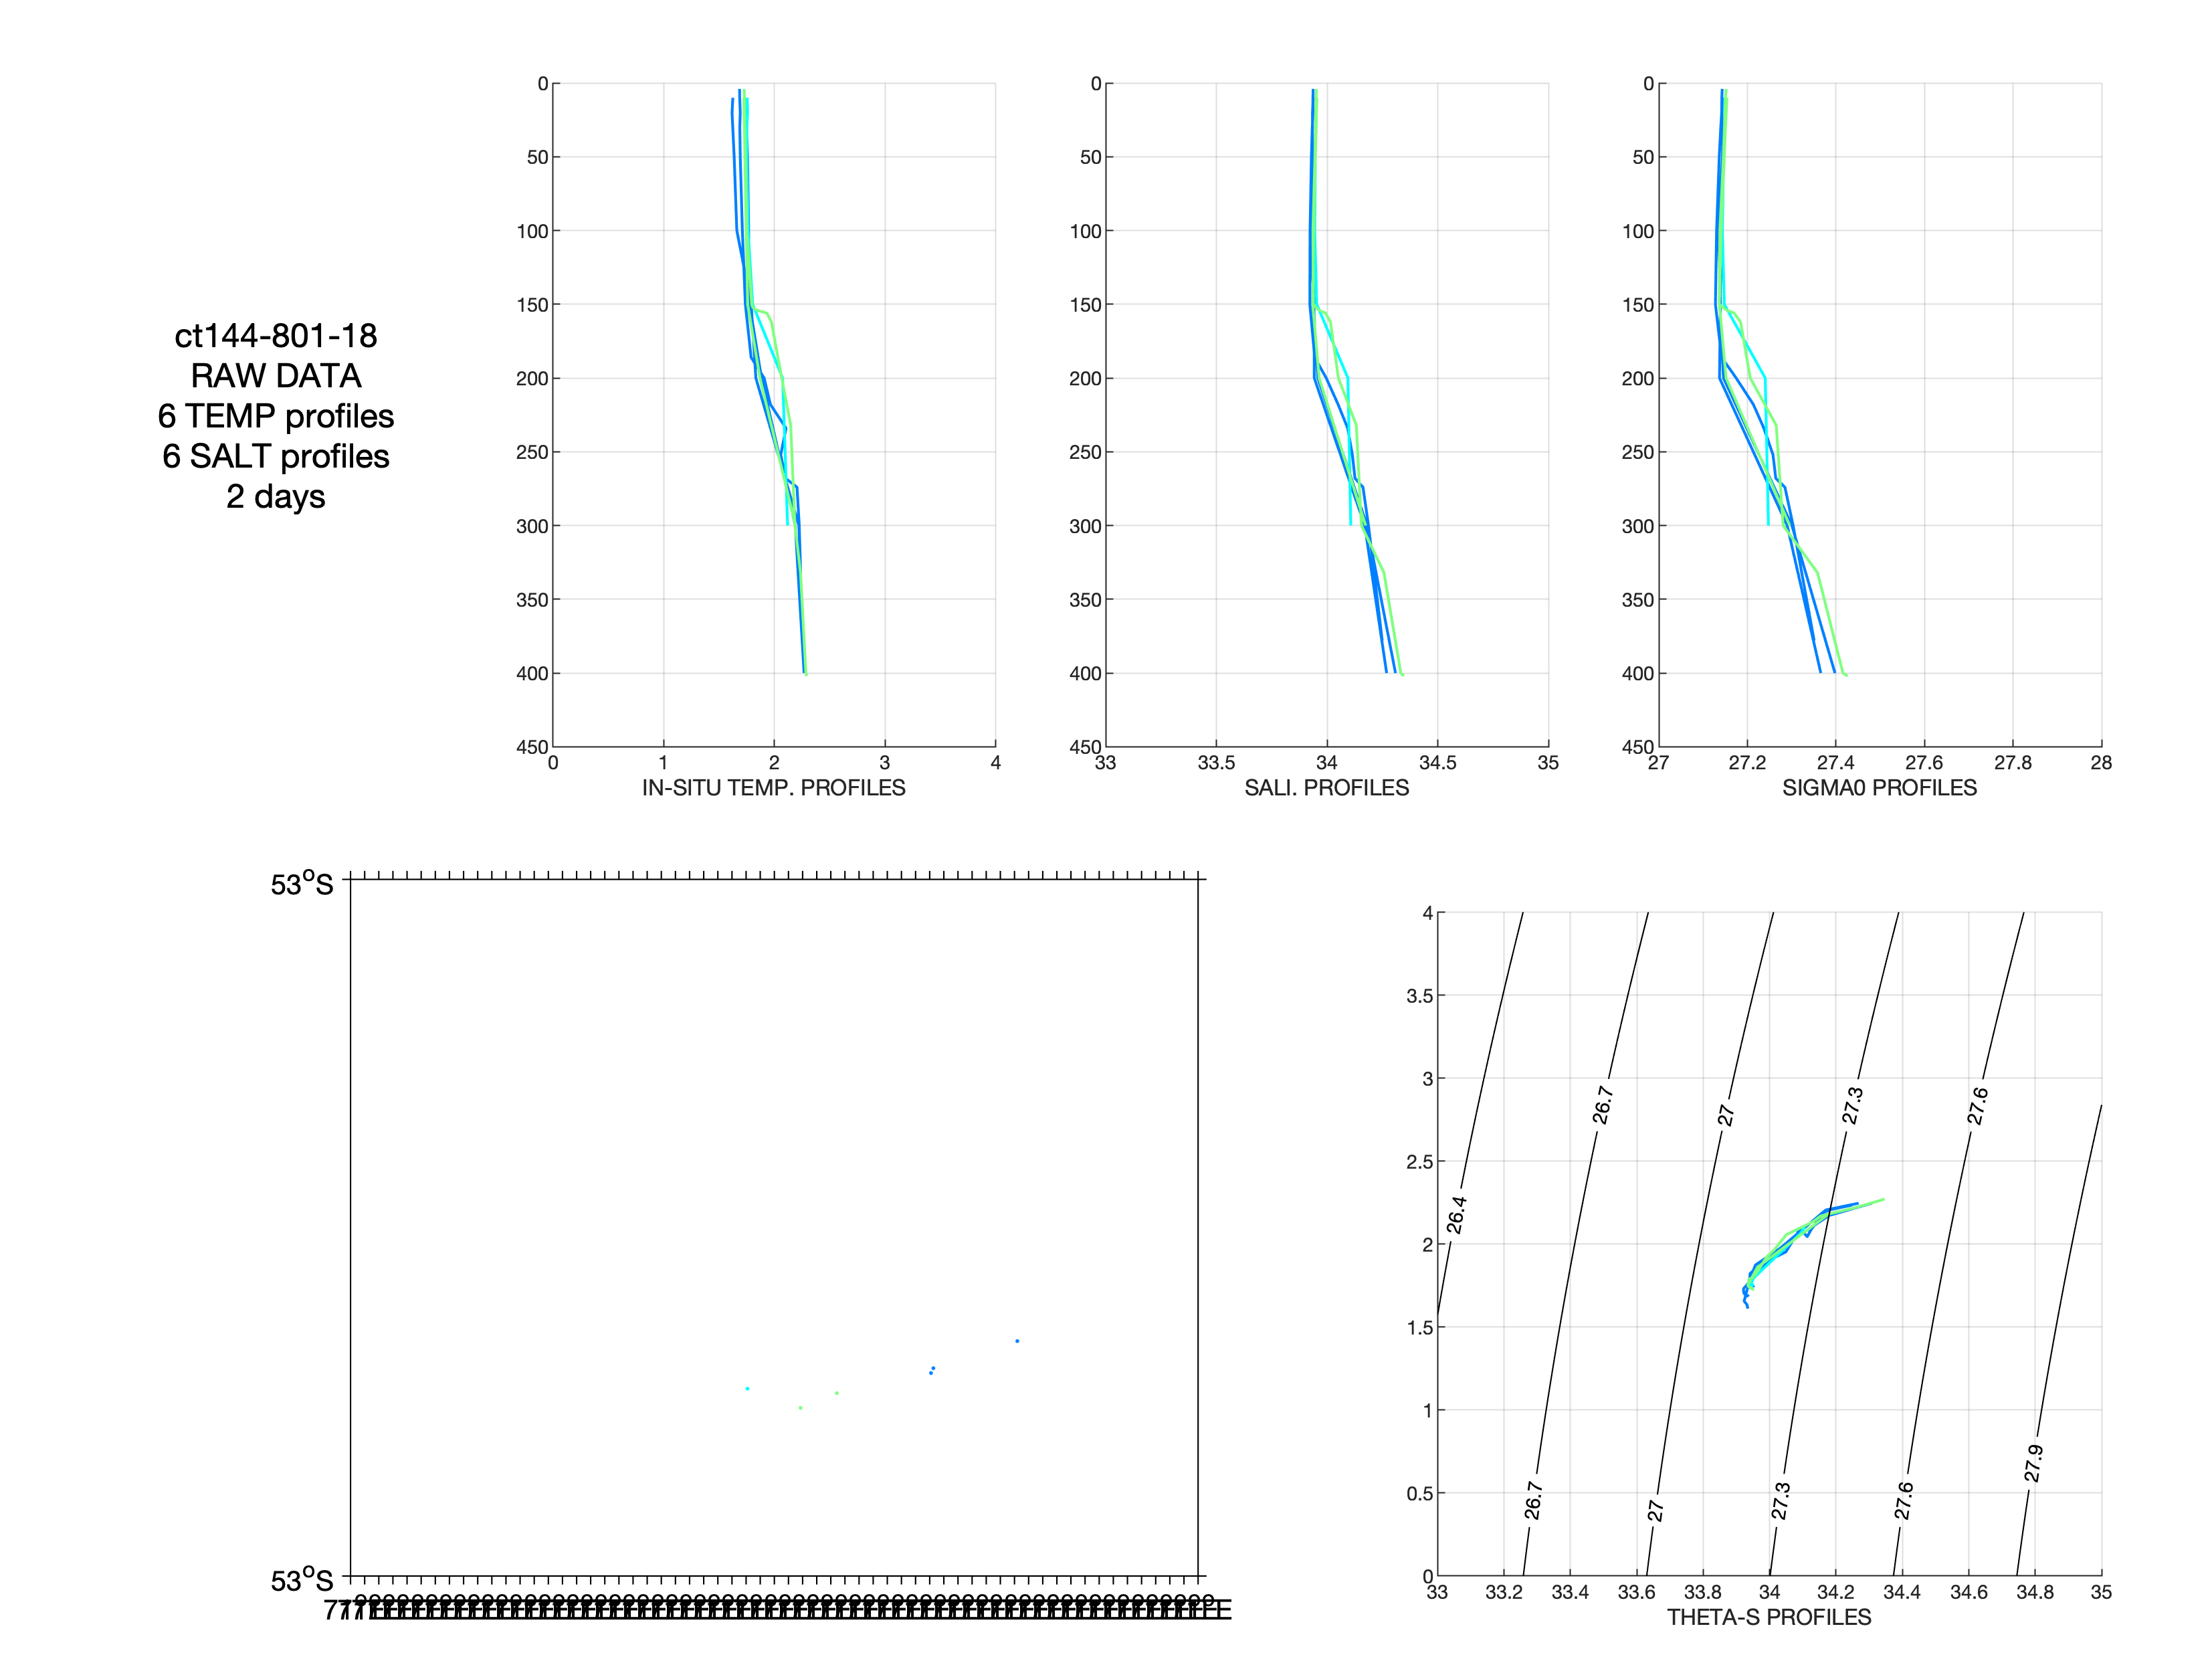 ct144-801-18
RAW DATA
6 TEMP profiles
6 SALT profiles
2 days
0
50
100
150
200
250
300
350
400
450
0 1 2 3 4
IN-SITU TEMP. PROFILES
0
50
100
150
200
250
300
350
400
450
33 33.5 34 34.5 35
SALI. PROFILES
0
50
100
150
200
250
300
350
400
450
27 27.2 27.4 27.6 27.8 28
SIGMA0 PROFILES
53°S
53°S
4
3.5
3
2.5
2
1.5
1
0.5
0
26.7 27 27.3 27.6
26.4
27.9
26.7 27 27.3 27.6
33 33.2 33.4 33.6 33.8 34 34.2 34.4 34.6 34.8 35
THETA-S PROFILES